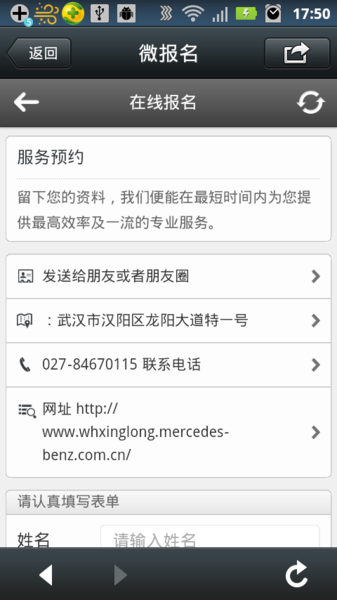 17:50
返回
微报名
在线报名
服务预约
留下您的资料，我们便能在最短时间内为您提
供最高效率及一流的专业服务。
发送给朋友或者朋友圈
：武汉市汉阳区龙阳大道特一号
027-84670115 联系电话
网址 http://
www.whxinglong.mercedes-
benz.com.cn/
请认真填写表单
姓名
请输入姓名